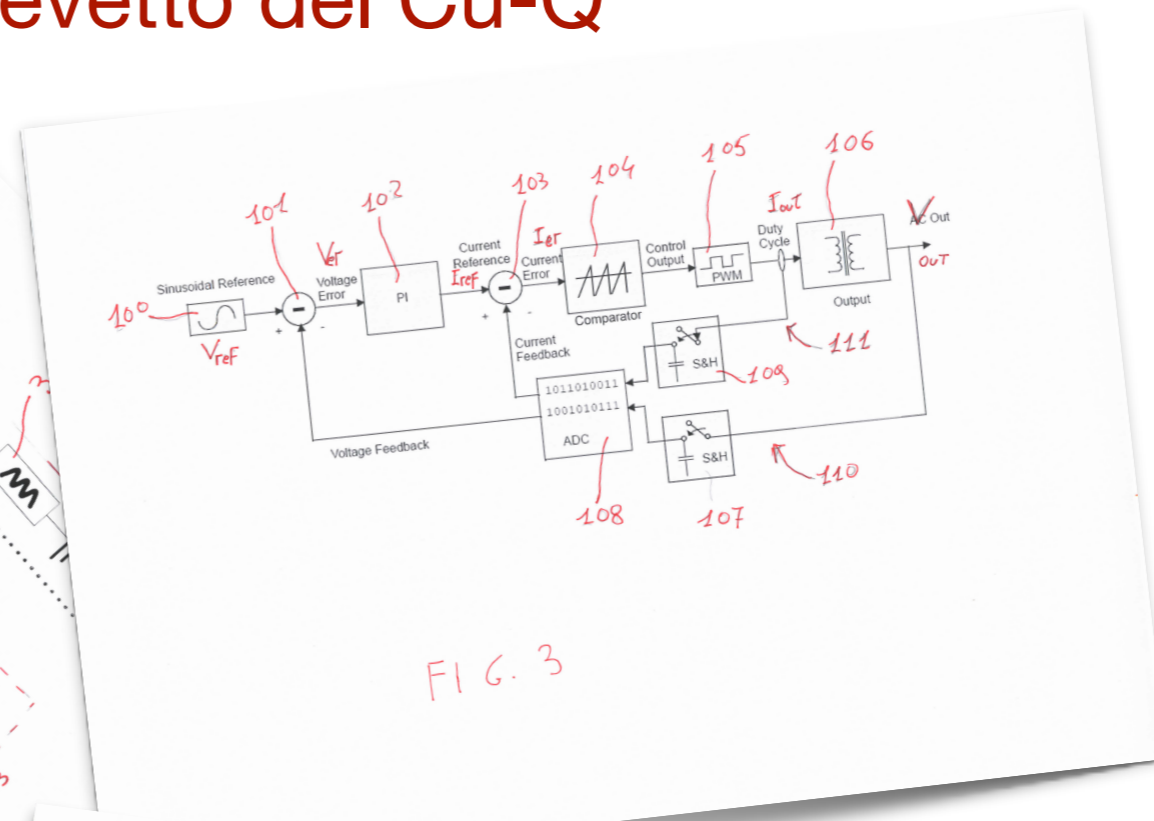 evetto del Cu-Q
106
105
104
103
102
101
100
Iout
V
AC Out
OUT
Duty
Cycle
Control
Output
Ier
Current
Reference
Current
Error
Iref
Ver
Voltage
Error
Sinusoidal Reference
Vref
+
-
PI
+
-
Comparator
PWM
Output
111
S&H
109
Current
Feedback
1011010011
1001010111
ADC
Voltage Feedback
S&H
110
108
107
FIG. 3